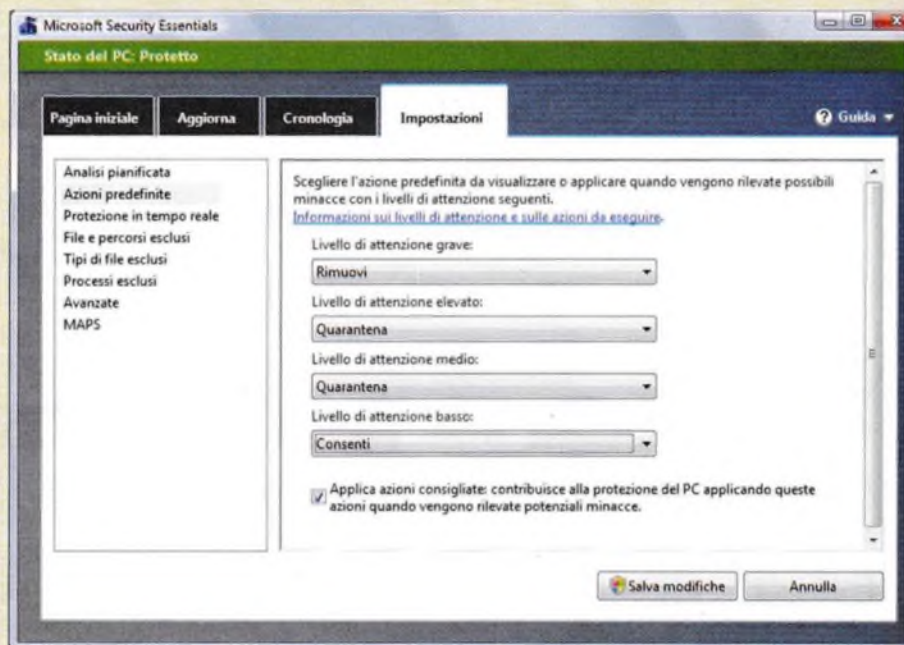 Microsoft Security Essentials
Stato del PC: Protetto
Pagina iniziale
Aggiorna
Cronologia
Impostazioni
Guida
Analisi pianificata
Azioni predefinite
Protezione in tempo reale
File e percorsi esclusi
Tipi di file esclusi
Processi esclusi
Avanzate
MAPS
Scegliere l'azione predefinita da visualizzare o applicare quando vengono rilevate possibili
minacce con i livelli di attenzione seguenti.
Informazioni sui livelli di attenzione e sulle azioni da eseguire.
Livello di attenzione grave:
Rimuovi
Livello di attenzione elevato:
Quarantena
Livello di attenzione medio:
Quarantena
Livello di attenzione basso:
Consenti
Applica azioni consigliate: contribuisce alla protezione del PC applicando queste
azioni quando vengono rilevate potenziali minacce.
Salva modifiche
Annulla